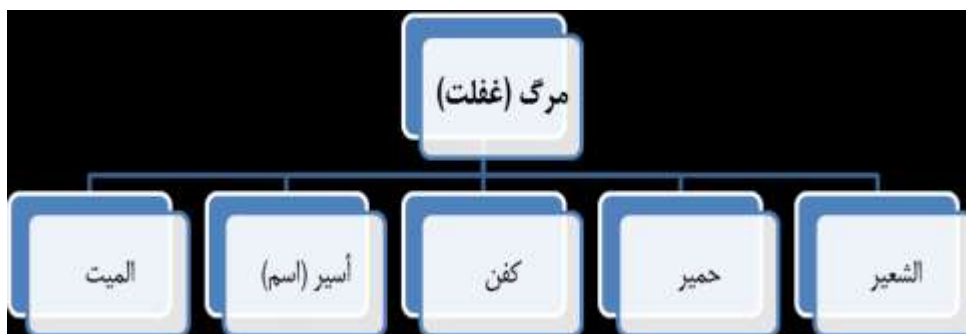 مرگ (غفلت)
الشعير
حمير
كفن
أسير (اسم)
الميت